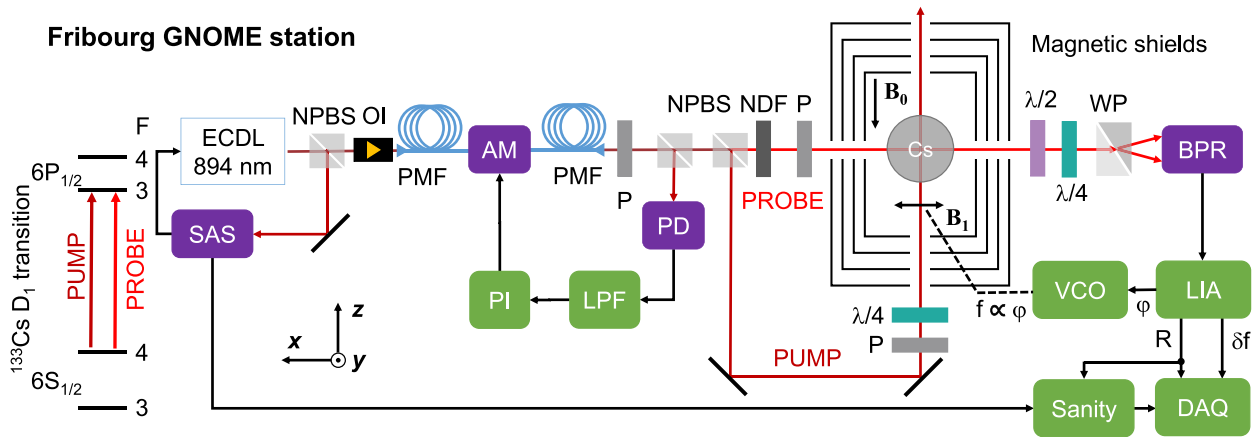 Fribourg GNOME station
Magnetic shields
F
ECDL
894 nm
NPBS
OI
PMF
AM
PMF
P
NPBS
NDF
P
B₀
Cs
B₁
λ/2
λ/4
WP
BPR
6P₁/₂
4
3
PROBE
PD
SAS
PUMP
PROBE
¹³³Cs D₁ transition
PI
LPF
f ∝ φ
VCO
φ
LIA
R
δf
z
x
y
λ/4
P
PUMP
6S₁/₂
4
3
Sanity
DAQ